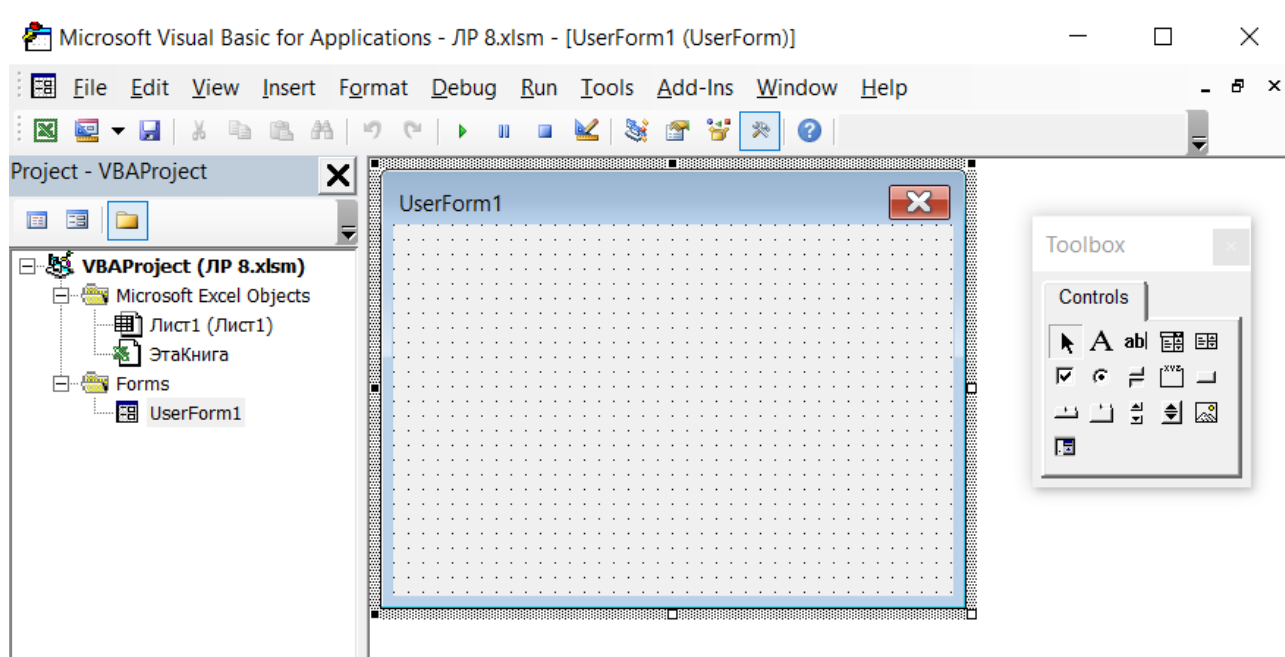 Microsoft Visual Basic for Applications - ЛР 8.xlsm - [UserForm1 (UserForm)]
File Edit View Insert Format Debug Run Tools Add-Ins Window Help
Project - VBAProject
VBAProject (ЛР 8.xlsm)
Microsoft Excel Objects
Лист1 (Лист1)
ЭтаКнига
Forms
UserForm1
UserForm1
Toolbox
Controls
A ab|
XYZ